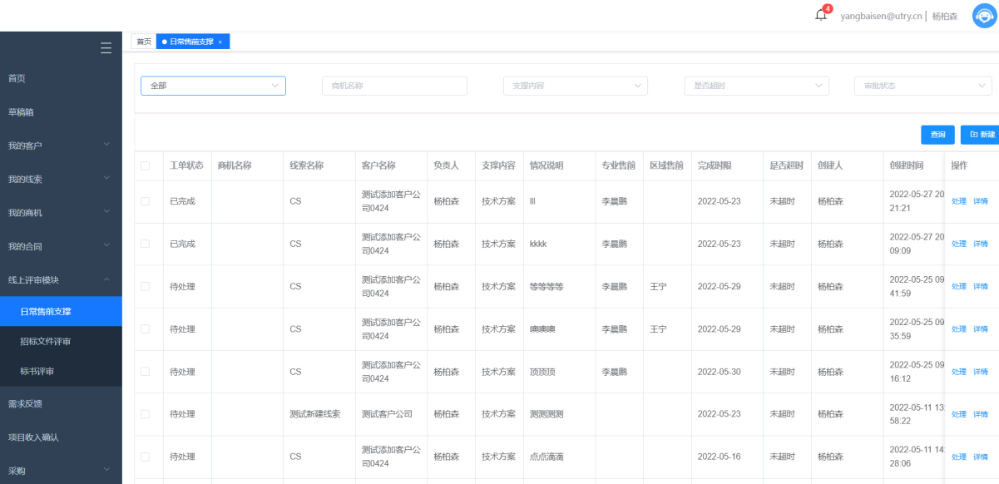 4
yangbaisen@utry.cn | 杨柏森
首页 日常售前支撑 ×
首页
草稿箱
我的客户
我的线索
我的商机
我的合同
线上评审模块
日常售前支撑
招标文件评审
标书评审
需求反馈
项目收入确认
采购
全部 商机名称 支撑内容 是否超时 审批状态
查询 新建
工单状态 商机名称 线索名称 客户名称 负责人 支撑内容 情况说明 专业售前 区域售前 完成时限 是否超时 创建人 创建时间 操作
已完成 CS 测试添加客户公 杨柏森 技术方案 lll 李晨鹏 2022-05-23 未超时 杨柏森 2022-05-27 20 处理 详情
司0424 21:21
已完成 CS 测试添加客户公 杨柏森 技术方案 kkkk 李晨鹏 2022-05-23 未超时 杨柏森 2022-05-27 20 处理 详情
司0424 09:09
待处理 CS 测试添加客户公 杨柏森 技术方案 等等等等 李晨鹏 王宁 2022-05-29 未超时 杨柏森 2022-05-25 09 处理 详情
司0424 41:59
待处理 CS 测试添加客户公 杨柏森 技术方案 噢噢噢 李晨鹏 王宁 2022-05-29 未超时 杨柏森 2022-05-25 09 处理 详情
司0424 35:59
待处理 CS 测试添加客户公 杨柏森 技术方案 顶顶顶 李晨鹏 2022-05-30 未超时 杨柏森 2022-05-25 09 处理 详情
司0424 16:12
待处理 测试新建线索 测试客户公司 杨柏森 技术方案 测测测测 2022-05-23 未超时 杨柏森 2022-05-11 13: 处理 详情
58:22
待处理 CS 测试添加客户公 杨柏森 技术方案 点点滴滴 2022-05-16 未超时 杨柏森 2022-05-11 14: 处理 详情
司0424 28:06